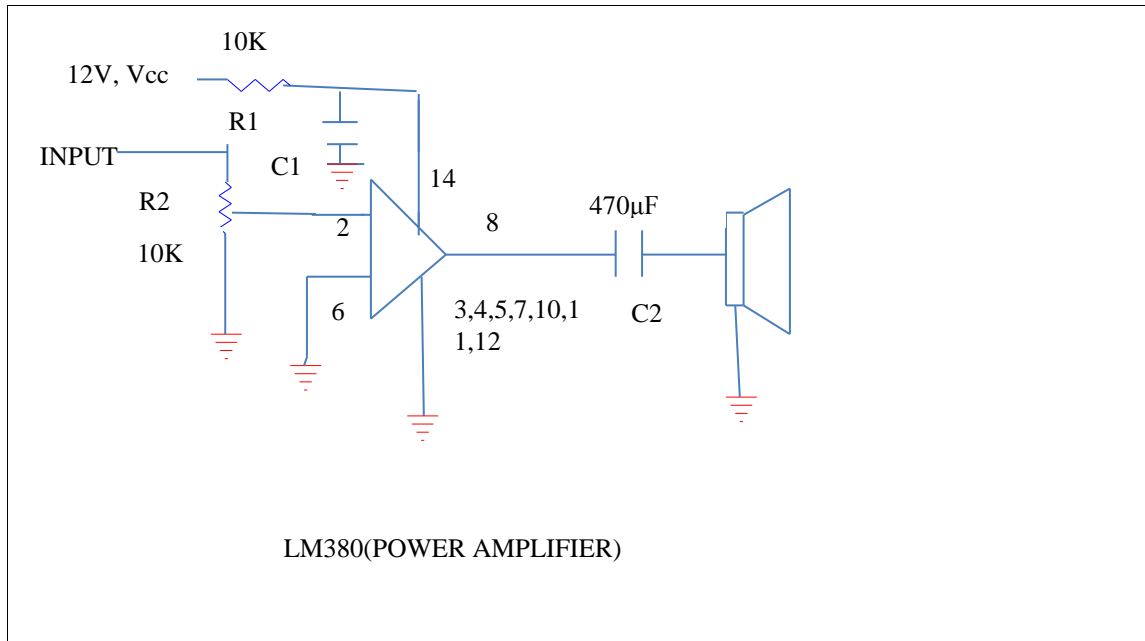 10K
12V, Vcc
R1
INPUT
C1
14
R2
2
8
470μF
10K
6
3,4,5,7,10,1
1,12
C2
LM380(POWER AMPLIFIER)